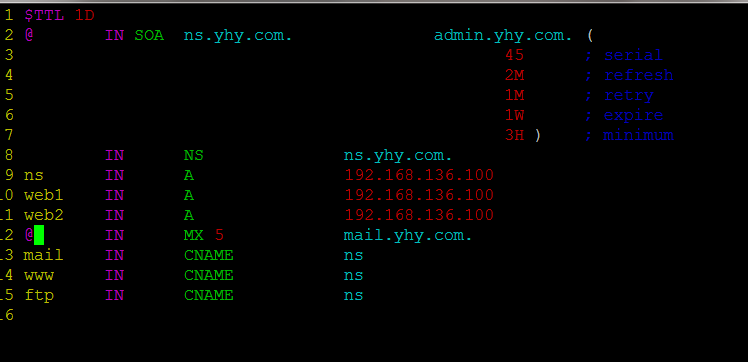 1 $TTL 1D
2 @ IN SOA ns.yhy.com. admin.yhy.com. (
3 45 ; serial
4 2M ; refresh
5 1M ; retry
6 1W ; expire
7 3H ) ; minimum
8 IN NS ns.yhy.com.
9 ns IN A 192.168.136.100
10 web1 IN A 192.168.136.100
11 web2 IN A 192.168.136.100
12 @ IN MX 5 mail.yhy.com.
13 mail IN CNAME ns
14 www IN CNAME ns
15 ftp IN CNAME ns
16